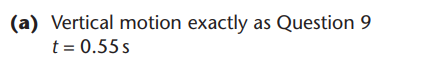 (a) Vertical motion exactly as Question 9
t = 0.55 s